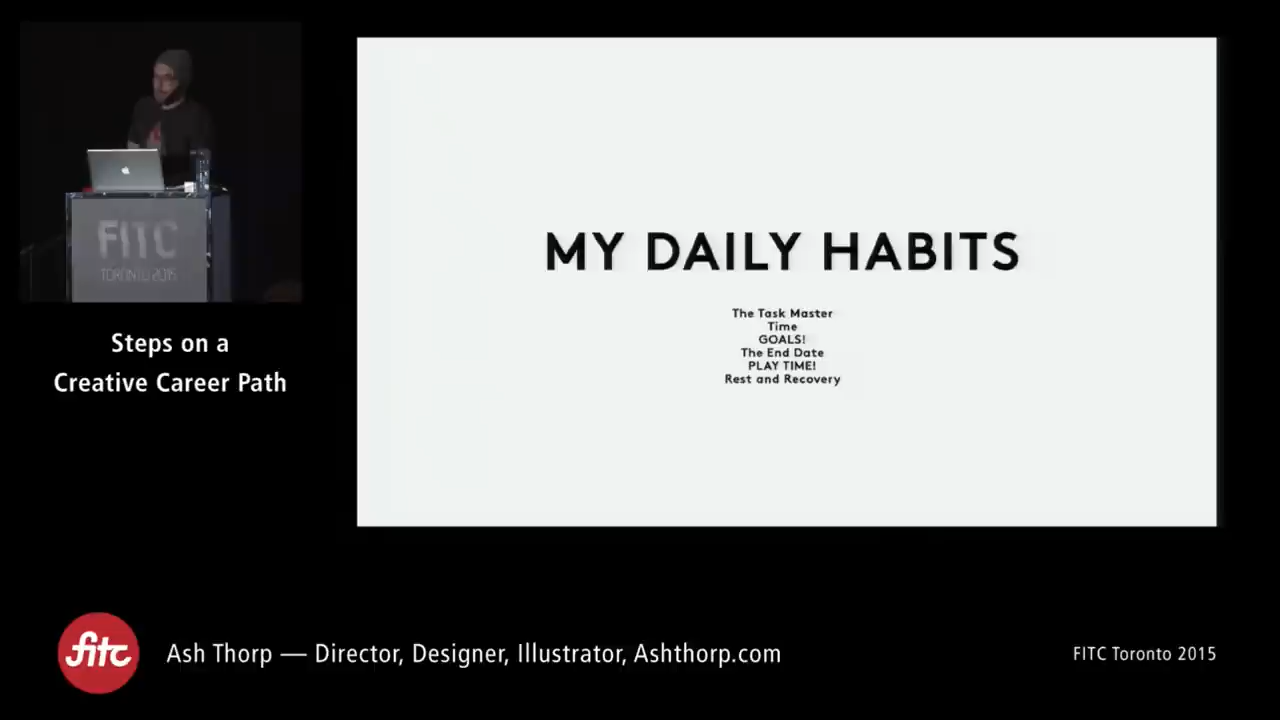 FITC
TORONTO 2015
Steps on a
Creative Career Path
MY DAILY HABITS
The Task Master
Time
GOALS!
The End Date
PLAY TIME!
Rest and Recovery
fitc
Ash Thorp — Director, Designer, Illustrator, Ashthorp.com
FITC Toronto 2015